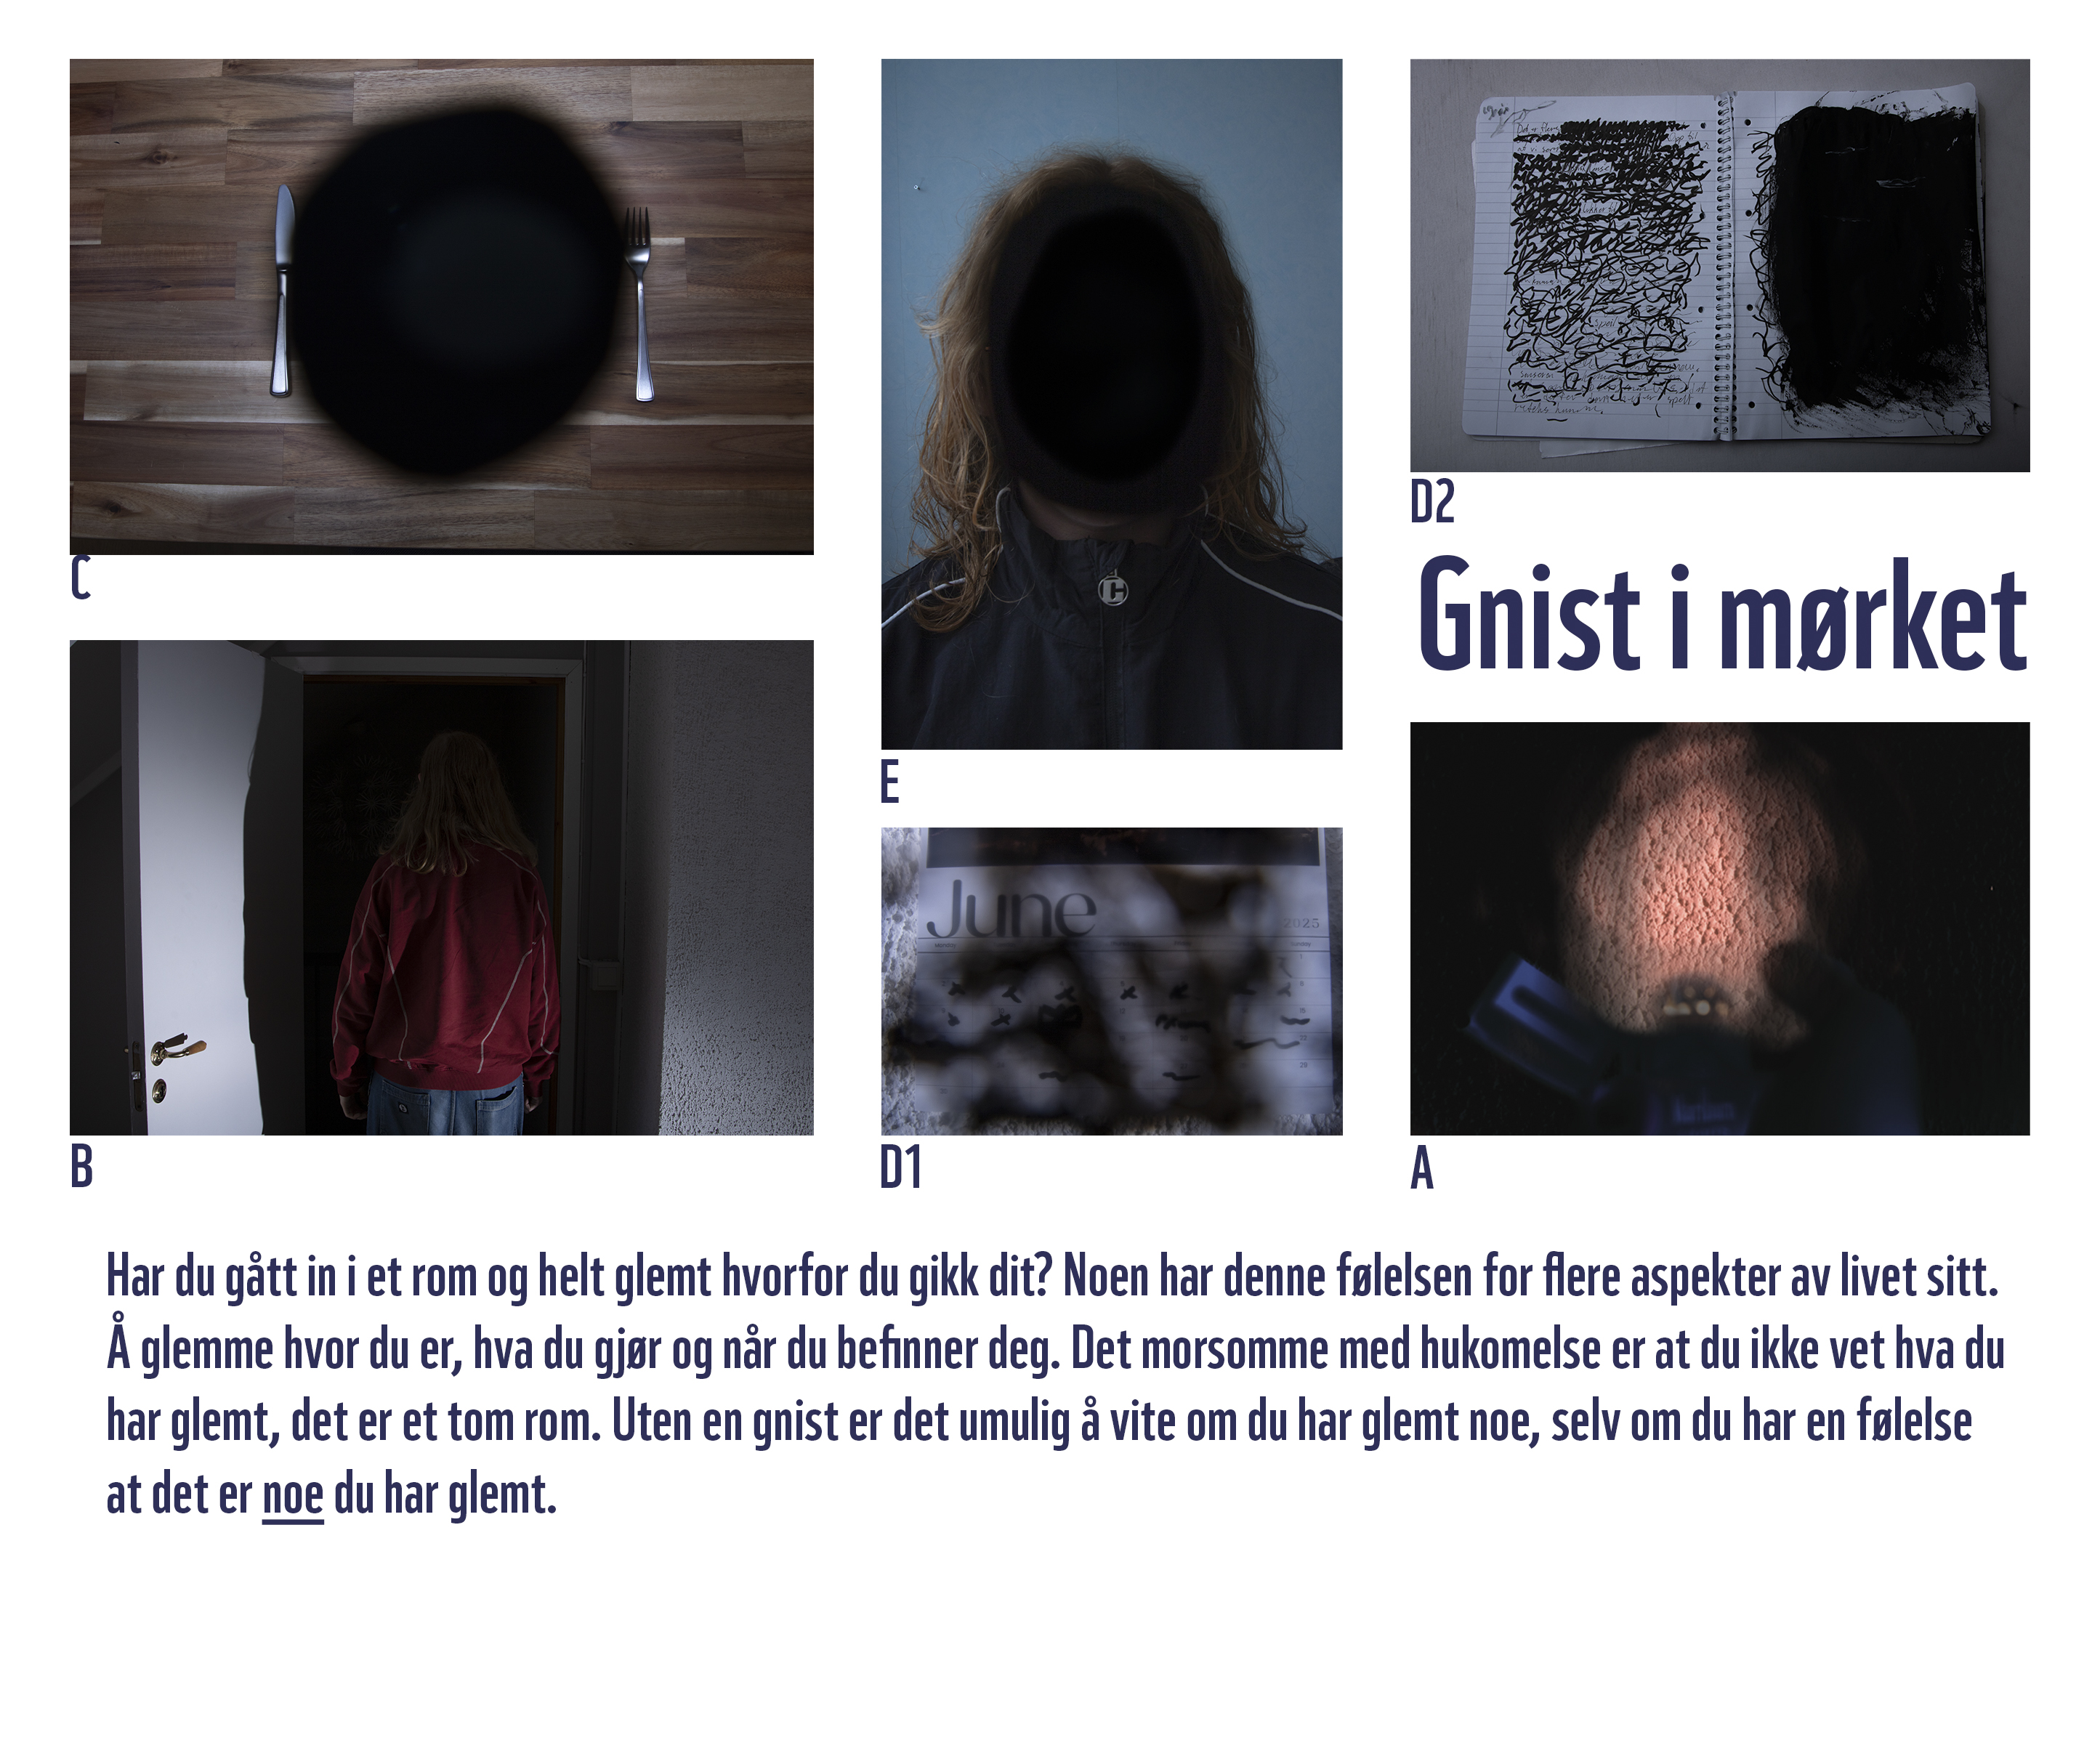 C
B
E
June
2025
D1
D2
Gnist i mørket
A
Har du gått in i et rom og helt glemt hvorfor du gikk dit? Noen har denne følelsen for flere aspekter av livet sitt.
Å glemme hvor du er, hva du gjør og når du befinner deg. Det morsomme med hukomelse er at du ikke vet hva du
har glemt, det er et tom rom. Uten en gnist er det umulig å vite om du har glemt noe, selv om du har en følelse
at det er noe du har glemt.